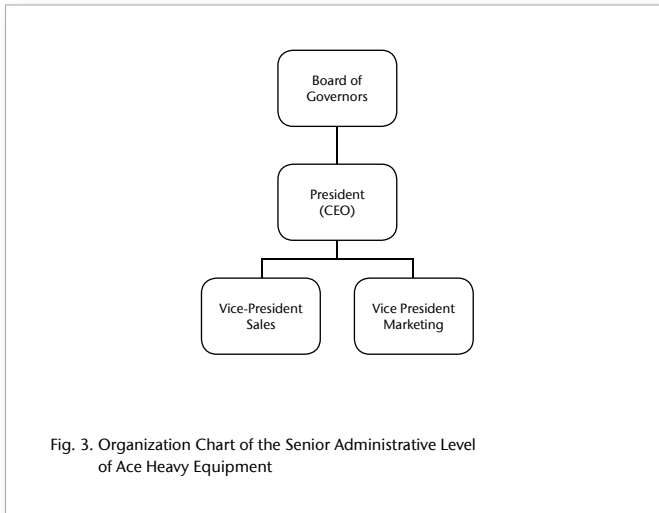 Board of
Governors
President
(CEO)
Vice-President
Sales
Vice President
Marketing
Fig. 3. Organization Chart of the Senior Administrative Level
of Ace Heavy Equipment